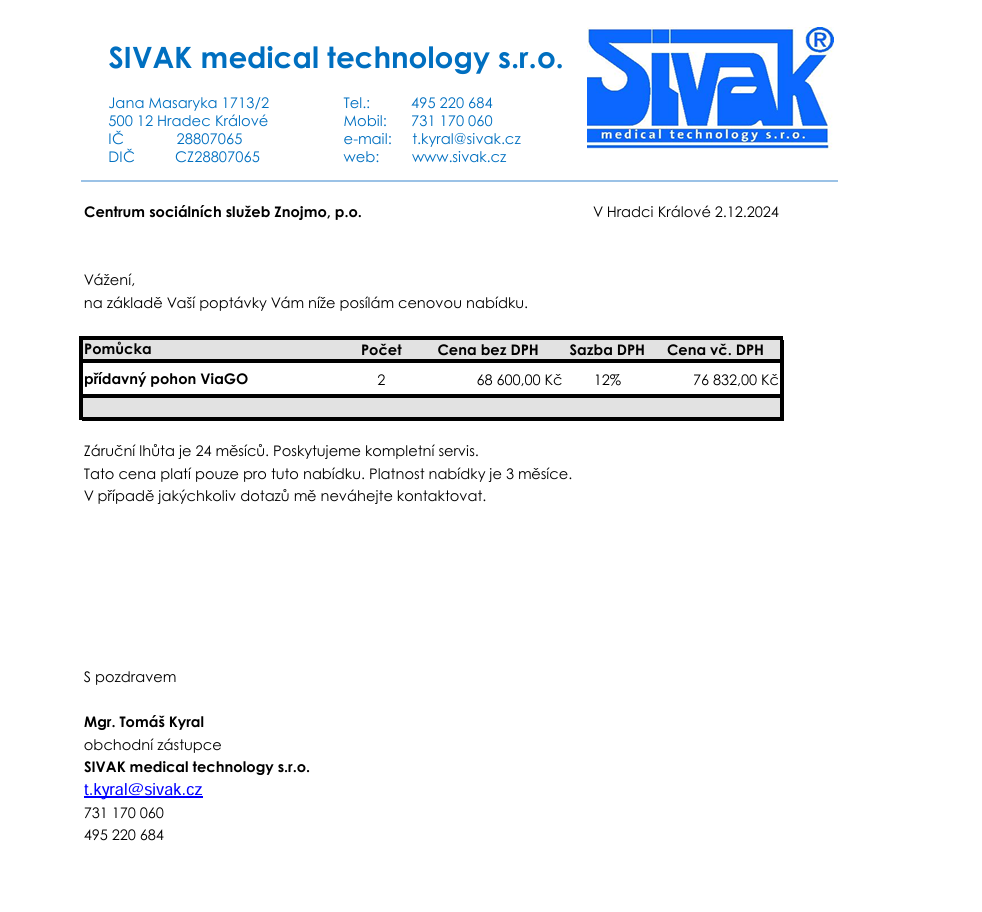 SIVAK medical technology s.r.o.
Sivak®
medical technology s.r.o.
Jana Masaryka 1713/2 Tel.: 495 220 684
500 12 Hradec Králové Mobil: 731 170 060
IČ 28807065 e-mail: t.kyral@sivak.cz
DIČ CZ28807065 web: www.sivak.cz
Centrum sociálních služeb Znojmo, p.o. V Hradci Králové 2.12.2024
Vážení,
na základě Vaší poptávky Vám níže posílám cenovou nabídku.
Pomůcka Počet Cena bez DPH Sazba DPH Cena vč. DPH
přídavný pohon ViaGO 2 68 600,00 Kč 12% 76 832,00 Kč
Záruční lhůta je 24 měsíců. Poskytujeme kompletní servis.
Tato cena platí pouze pro tuto nabídku. Platnost nabídky je 3 měsíce.
V případě jakýchkoliv dotazů mě neváhejte kontaktovat.
S pozdravem
Mgr. Tomáš Kyral
obchodní zástupce
SIVAK medical technology s.r.o.
t.kyral@sivak.cz
731 170 060
495 220 684